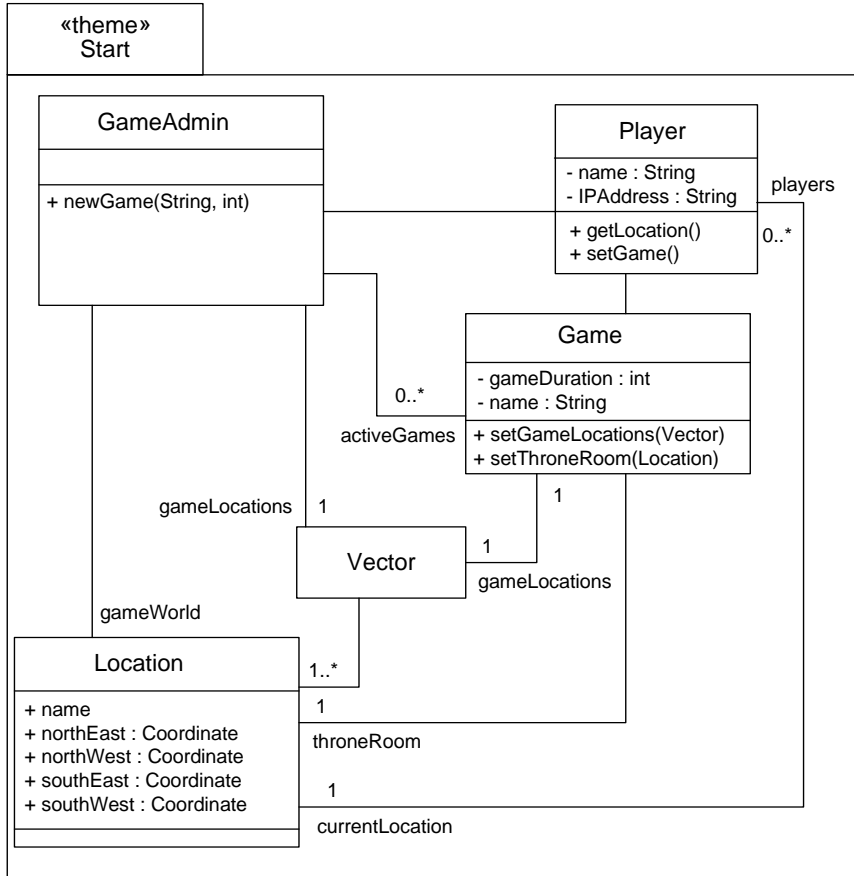 «theme»
Start
GameAdmin
+ newGame(String, int)
Player
- name : String
- IPAddress : String
+ getLocation()
+ setGame()
players
0..*
Game
- gameDuration : int
- name : String
+ setGameLocations(Vector)
+ setThroneRoom(Location)
0..*
activeGames
gameLocations
1
1
Vector
1
gameLocations
gameWorld
Location
+ name
+ northEast : Coordinate
+ northWest : Coordinate
+ southEast : Coordinate
+ southWest : Coordinate
1..*
1
throneRoom
1
currentLocation